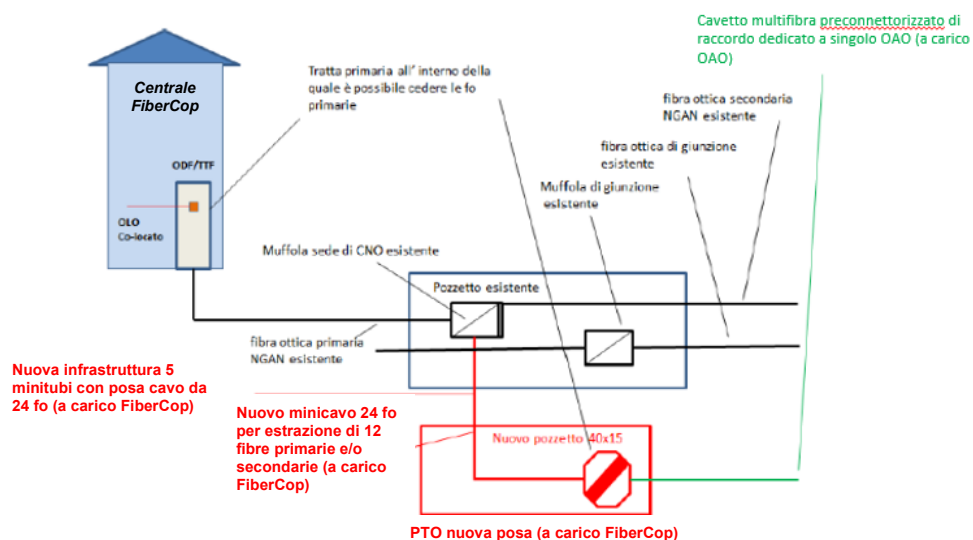 Cavetto multifibra preconnettorizzato di
raccordo dedicato a singolo OAO (a carico
OAO)
Centrale
FiberCop
Tratta primaria all' interno della
quale è possibile cedere le fo
primarie
fibra ottica secondaria
NGAN esistente
fibra ottica di giunzione
esistente
ODF/TTF
Muffola di giunzione
esistente
OLO
Co-locato
Muffola sede di CNO esistente
Pozzetto esistente
fibra ottica primaria
NGAN esistente
Nuova infrastruttura 5
minitubi con posa cavo da
24 fo (a carico FiberCop)
Nuovo minicavo 24 fo
per estrazione di 12
fibre primarie e/o
secondarie (a carico
FiberCop)
Nuovo pozzetto 40x15
PTO nuova posa (a carico FiberCop)